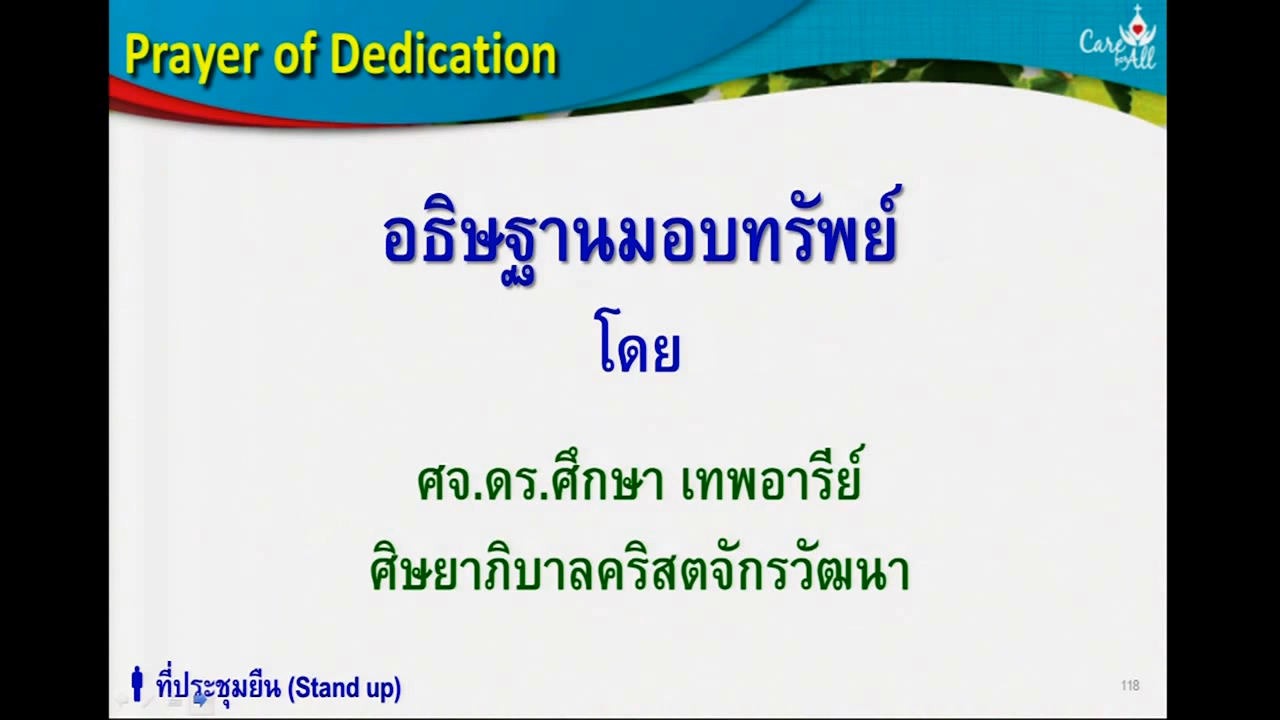 Prayer of Dedication
Care
for All
อธิษฐานมอบทรัพย์
โดย
ศจ.ดร.ศึกษา เทพอารีย์
ศิษยาภิบาลคริสตจักรวัฒนา
ที่ประชุมยืน (Stand up)
118